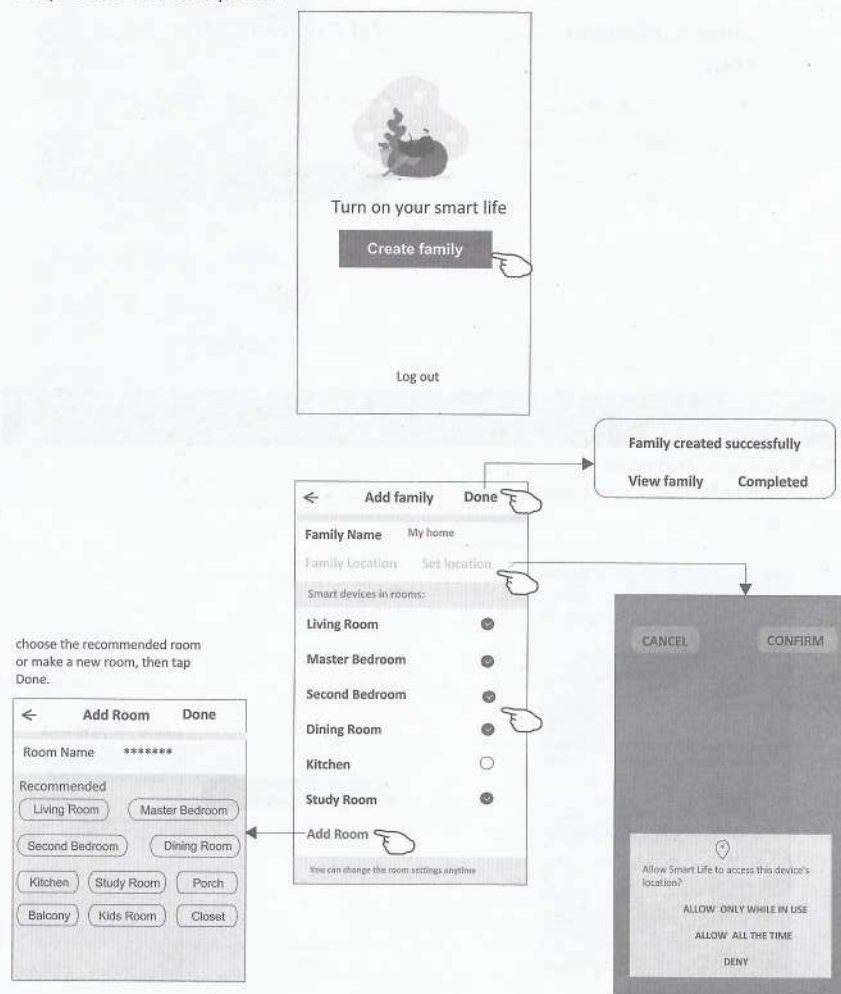 Turn on your smart life
Create family
Log out
Family created successfully
View family Completed
← Add family Done
Family Name My home
Family Location Set location >
Smart devices in rooms:
Living Room
Master Bedroom
Second Bedroom
Dining Room
Kitchen
Study Room
Add Room
You can change the room settings anytime
choose the recommended room
or make a new room, then tap
Done.
← Add Room Done
Room Name *******
Recommended
Living Room Master Bedroom
Second Bedroom Dining Room
Kitchen Study Room Porch
Balcony Kids Room Closet
CANCEL CONFIRM
Allow Smart Life to access this device's
location?
ALLOW ONLY WHILE IN USE
ALLOW ALL THE TIME
DENY